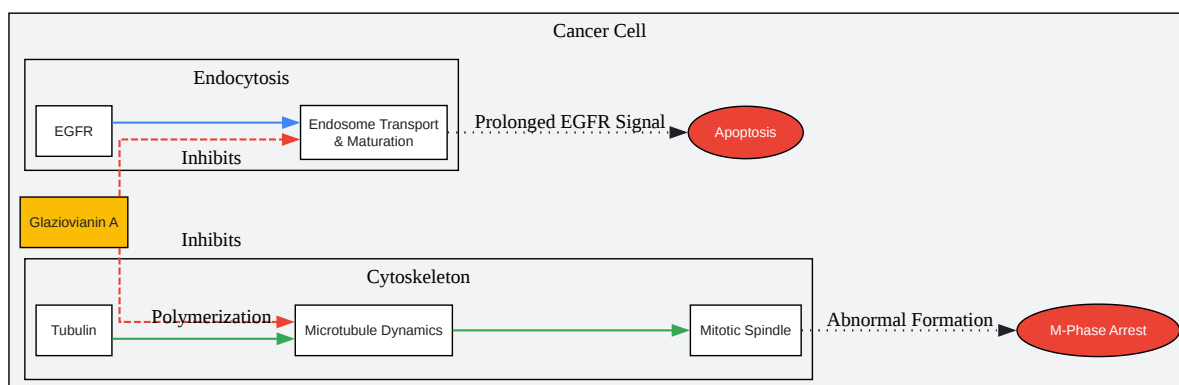 Cancer Cell
Endocytosis
EGFR
Endosome Transport
& Maturation
Prolonged EGFR Signal
Apoptosis
Inhibits
Glaziovianin A
Inhibits
Cytoskeleton
Tubulin
Polymerization
Microtubule Dynamics
Mitotic Spindle
Abnormal Formation
M-Phase Arrest